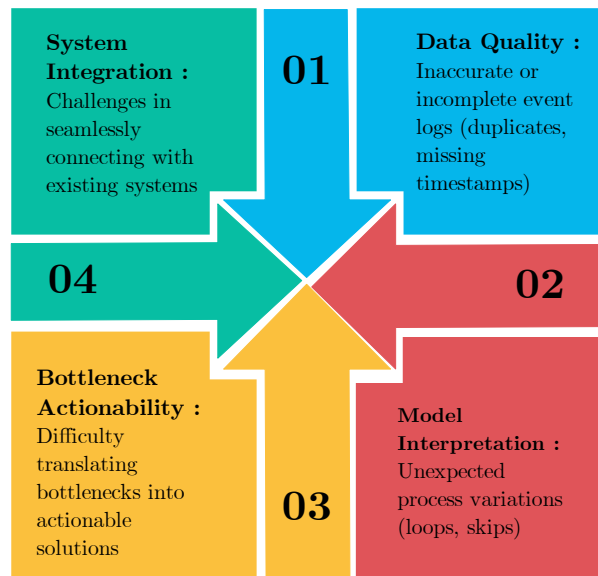 System
Integration :
Challenges in
seamlessly
connecting with
existing systems
01
Data Quality :
Inaccurate or
incomplete event
logs (duplicates,
missing
timestamps)
04
02
Bottleneck
Actionability :
Difficulty
translating
bottlenecks into
actionable
solutions
03
Model
Interpretation :
Unexpected
process variations
(loops, skips)